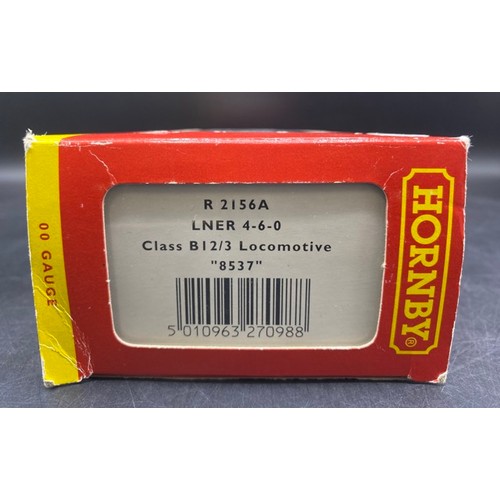 00 GAUGE
R 2156A
LNER 4-6-0
Class B12/3 Locomotive
"8537"
5 010963 270988
HORNBY
®